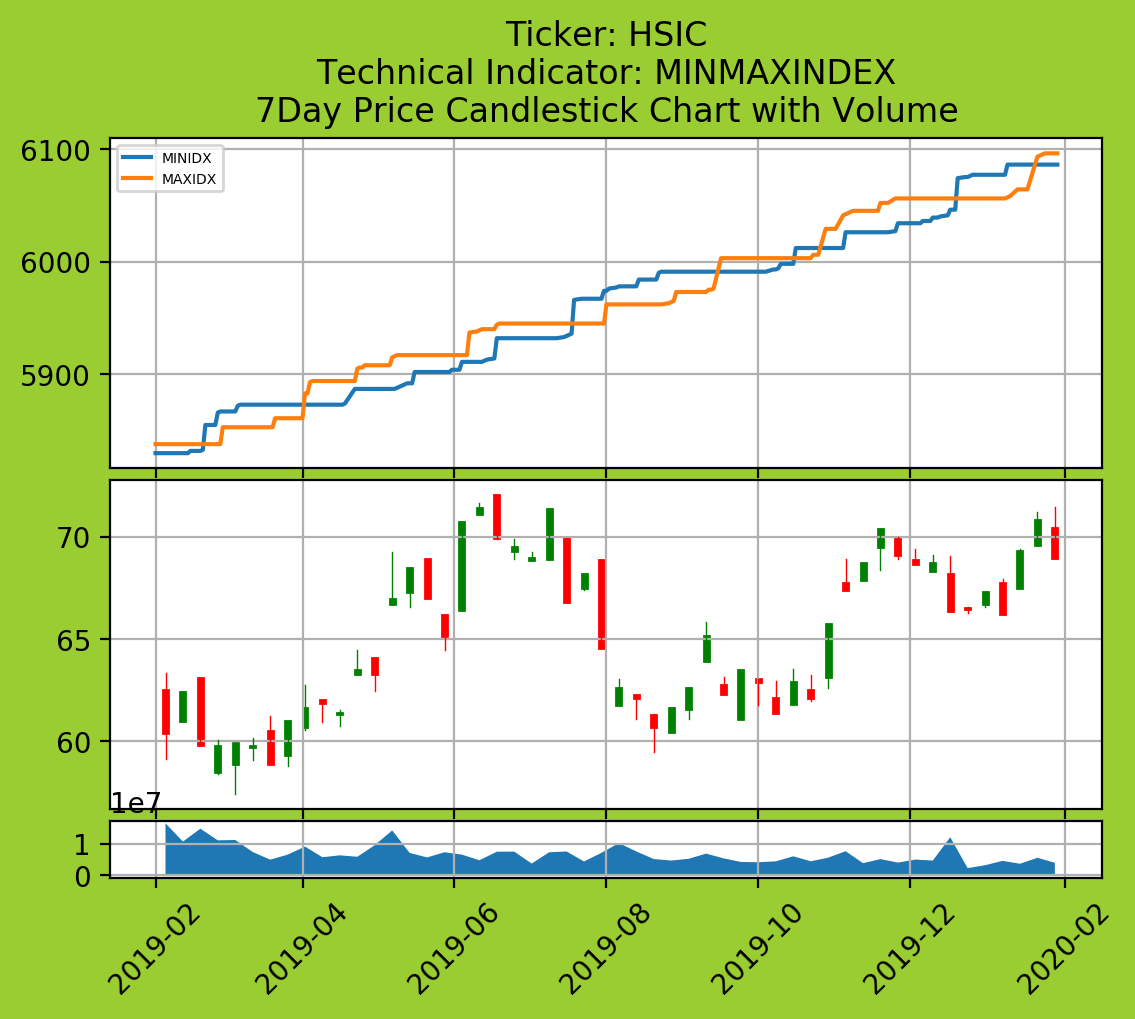 Ticker: HSIC
Technical Indicator: MINMAXINDEX
7Day Price Candlestick Chart with Volume
6100
6000
5900
MINIDX
MAXIDX
70
65
60
1e7
1
0
2019-02
2019-04
2019-06
2019-08
2019-10
2019-12
2020-02